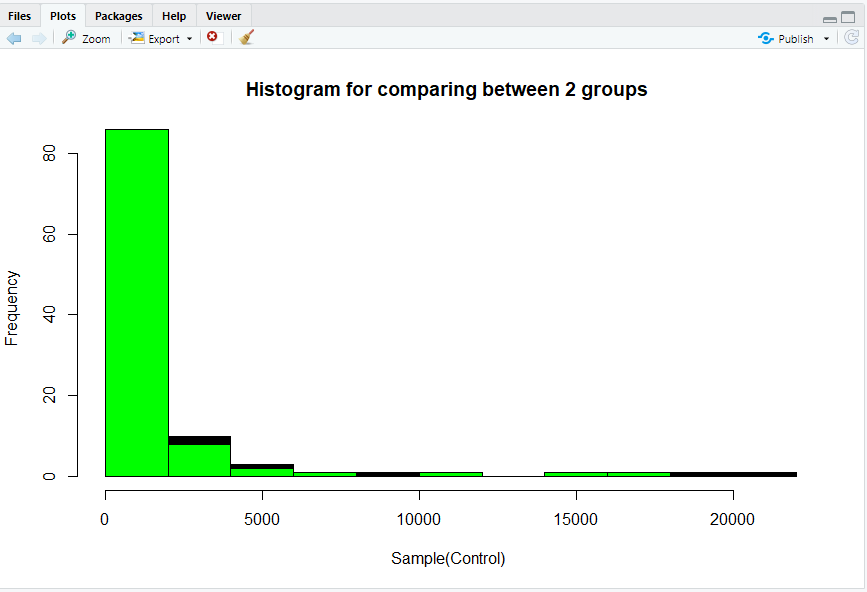 Files Plots Packages Help Viewer
Zoom Export Publish
Histogram for comparing between 2 groups
80
60
40
20
0
Frequency
0 5000 10000 15000 20000
Sample(Control)